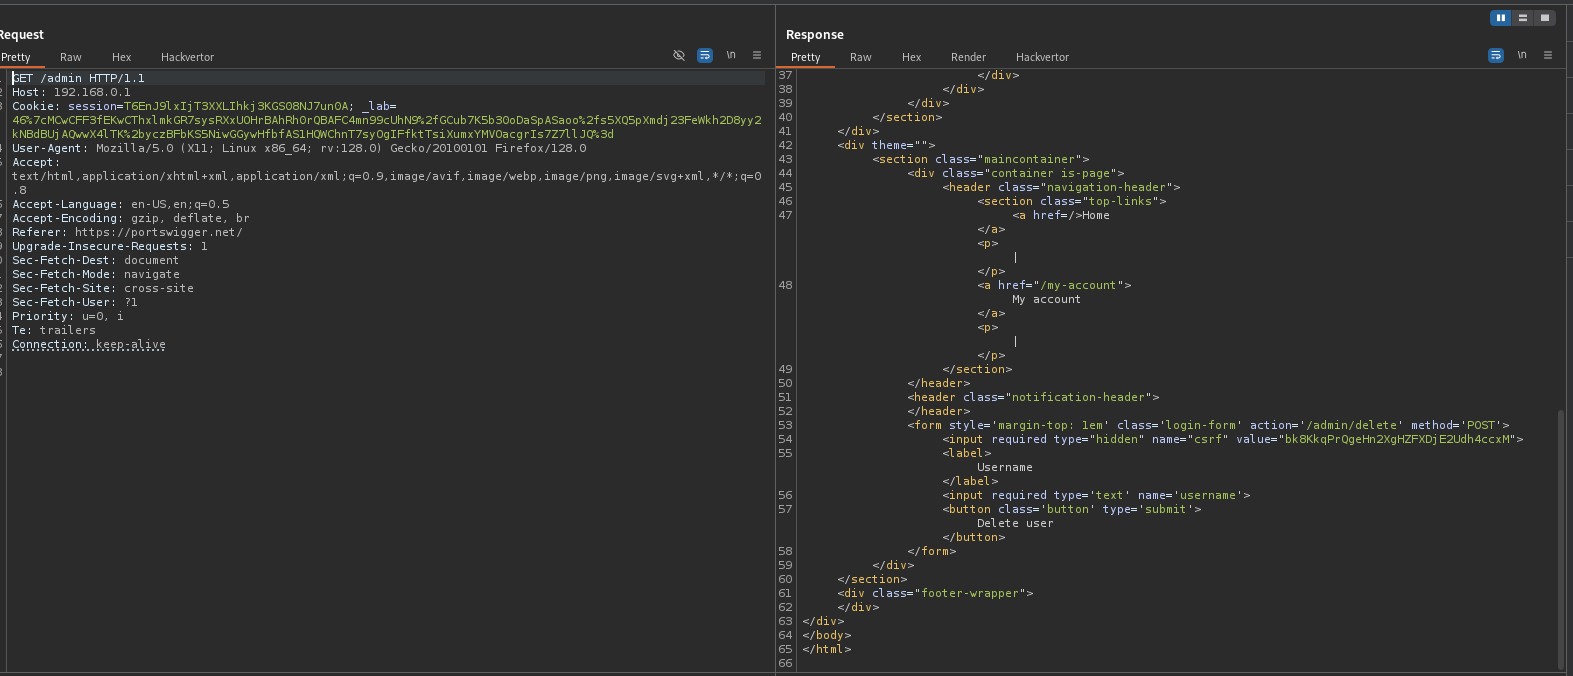 Request
Pretty Raw Hex Hackvertor
\n
GET /admin HTTP/1.1
Host: 192.168.0.1
Cookie: session=T6EnJ9lxIjT3XXLIhkj3KGS08NJ7un0A; _lab=
46%7cMCwCFF3fEKwCThxlmkGR7sysRXxUOHrBAhRh0rQBAFC4mn99cUhN9%2fGCub7K5b30oDaSpASaoo%2fs5XQ5pXmdj23FeWkh2D8yy2
kNBdBUjAQwwX4lTK%2byczBFbKS5NiwGGywHfbfAS1HQWChnT7syOgIFfktTsiXumxYMVOacgrIs7Z7llJQ%3d
User-Agent: Mozilla/5.0 (X11; Linux x86_64; rv:128.0) Gecko/20100101 Firefox/128.0
Accept:
text/html,application/xhtml+xml,application/xml;q=0.9,image/avif,image/webp,image/png,image/svg+xml,*/*;q=0
.8
Accept-Language: en-US,en;q=0.5
Accept-Encoding: gzip, deflate, br
Referer: https://portswigger.net/
Upgrade-Insecure-Requests: 1
Sec-Fetch-Dest: document
Sec-Fetch-Mode: navigate
Sec-Fetch-Site: cross-site
Sec-Fetch-User: ?1
Priority: u=0, i
Te: trailers
Connection: keep-alive
Response
Pretty Raw Hex Render Hackvertor
\n
37 </div>
38 </div>
39 </div>
40 </section>
41 </div>
42 <div theme="">
43 <section class="maincontainer">
44 <div class="container is-page">
45 <header class="navigation-header">
46 <section class="top-links">
47 <a href=/>Home
</a>
<p>
|
</p>
48 <a href="/my-account">
My account
</a>
<p>
|
</p>
49 </section>
50 </header>
51 <header class="notification-header">
52 </header>
53 <form style='margin-top: 1em' class='login-form' action='/admin/delete' method='POST'>
54 <input required type="hidden" name="csrf" value="bk8KkqPrQgeHn2XgHZFXDjE2Udh4ccxM">
55 <label>
Username
</label>
56 <input required type='text' name='username'>
57 <button class='button' type='submit'>
Delete user
</button>
58 </form>
59 </div>
60 </section>
61 <div class="footer-wrapper">
62 </div>
63 </div>
64 </body>
65 </html>
66